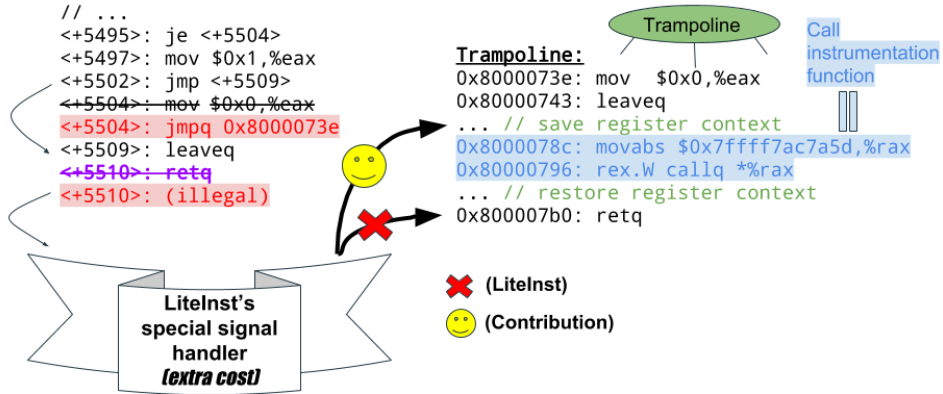 // ...
<+5495>: je <+5504>
<+5497>: mov $0x1,%eax
<+5502>: jmp <+5509>
<+5504>: mov $0x0,%eax
<+5504>: jmpq 0x8000073e
<+5509>: leaveq
<+5510>: retq
<+5510>: (illegal)
LiteInst's
special signal
handler
(extra cost)
Trampoline
Trampoline:
0x8000073e: mov $0x0,%eax
0x80000743: leaveq
... // save register context
0x8000078c: movabs $0x7ffff7ac7a5d,%rax
0x80000796: rex.W callq *%rax
... // restore register context
0x800007b0: retq
Call
instrumentation
function
(LiteInst)
(Contribution)